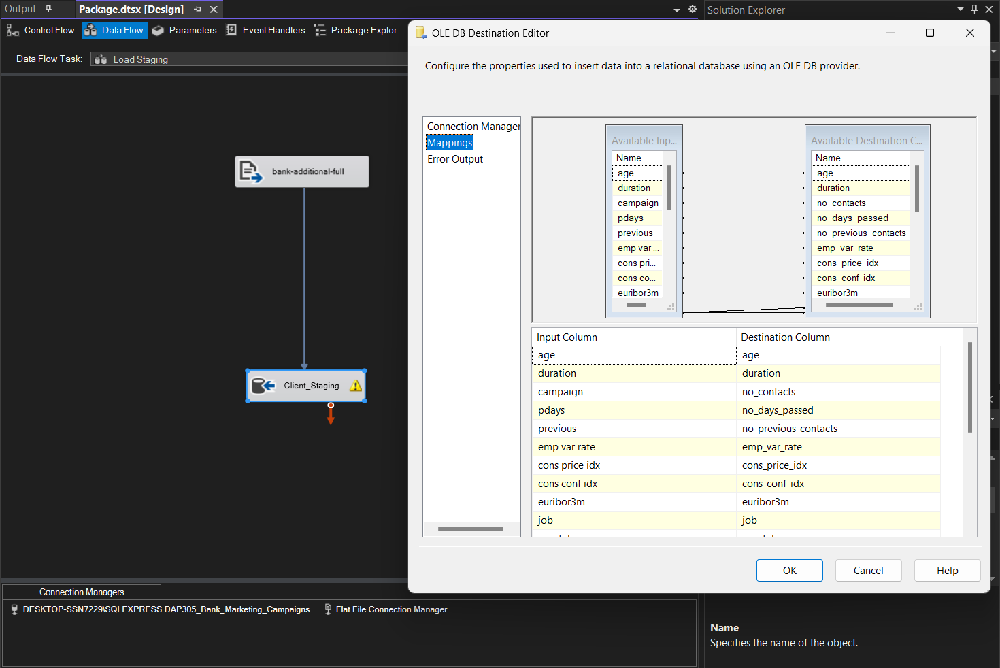 Output
Package.dtsx [Design]
Solution Explorer
Control Flow
Data Flow
Parameters
Event Handlers
Package Explor...
Data Flow Task:
Load Staging
bank-additional-full
Client_Staging
OLE DB Destination Editor
Configure the properties used to insert data into a relational database using an OLE DB provider.
Connection Manager
Mappings
Error Output
Available Inp...
Name
age
duration
campaign
pdays
previous
emp var ...
cons pri...
cons co...
euribor3m
Available Destination C...
Name
age
duration
no_contacts
no_days_passed
no_previous_contacts
emp_var_rate
cons_price_idx
cons_conf_idx
euribor3m
Input Column Destination Column
age age
duration duration
campaign no_contacts
pdays no_days_passed
previous no_previous_contacts
emp var rate emp_var_rate
cons price idx cons_price_idx
cons conf idx cons_conf_idx
euribor3m euribor3m
job job
OK
Cancel
Help
Connection Managers
DESKTOP-SSN7229\SQLEXPRESS.DAP305_Bank_Marketing_Campaigns
Flat File Connection Manager
Name
Specifies the name of the object.